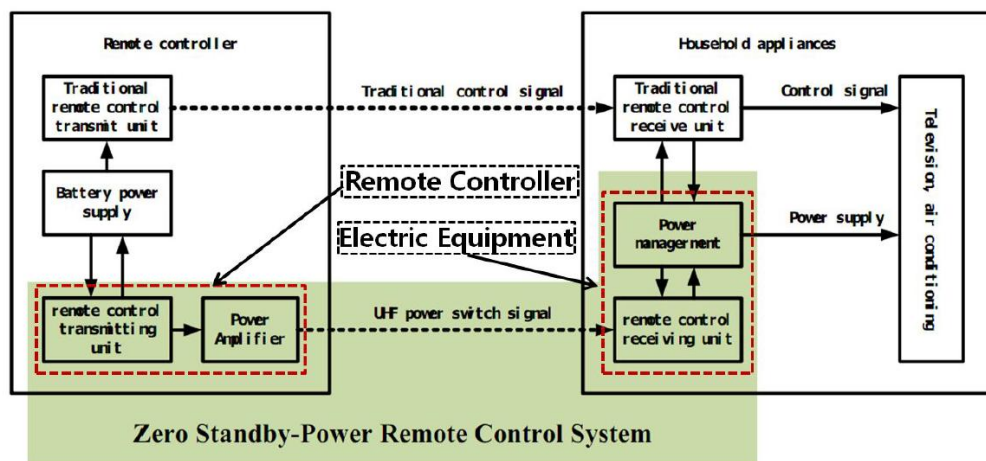 Remote controller
Household appliances
Traditional
remote control
transmit unit
Traditional control signal
Traditional
remote control
receive unit
Control signal
Television, air conditioning
Battery power
supply
Remote Controller
Electric Equipment
Power
managerment
Power supply
remote control
transmitting
unit
Power
Amplifier
UHF power switch signal
remote control
receiving unit
Zero Standby-Power Remote Control System